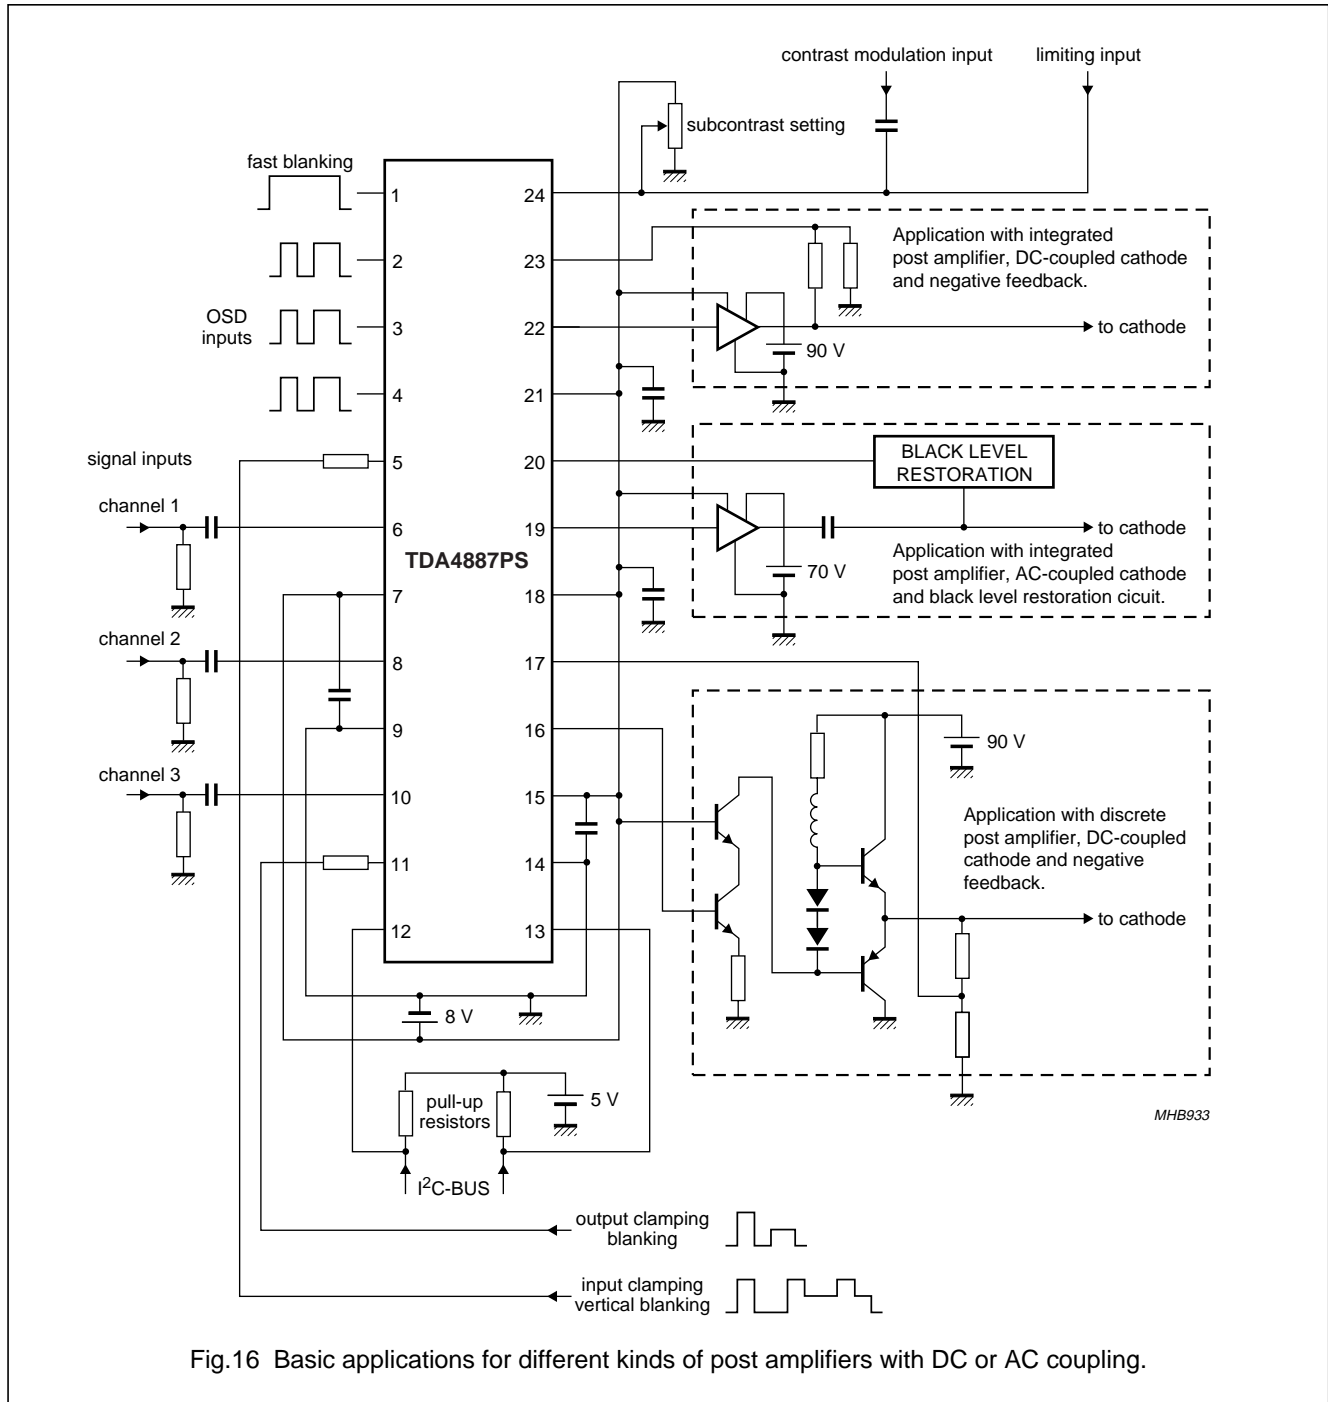 contrast modulation input
limiting input
subcontrast setting
fast blanking
1
24
Application with integrated
post amplifier, DC-coupled cathode
and negative feedback.
2
23
OSD
inputs
3
22
to cathode
90 V
4
21
signal inputs
5
20
BLACK LEVEL
RESTORATION
channel 1
6
19
to cathode
TDA4887PS
Application with integrated
post amplifier, AC-coupled cathode
and black level restoration cicuit.
70 V
7
18
channel 2
8
17
9
16
90 V
channel 3
10
15
Application with discrete
post amplifier, DC-coupled
cathode and negative
feedback.
11
14
to cathode
12
13
8 V
pull-up
resistors
5 V
MHB933
I2C-BUS
output clamping
blanking
input clamping
vertical blanking
Fig.16 Basic applications for different kinds of post amplifiers with DC or AC coupling.